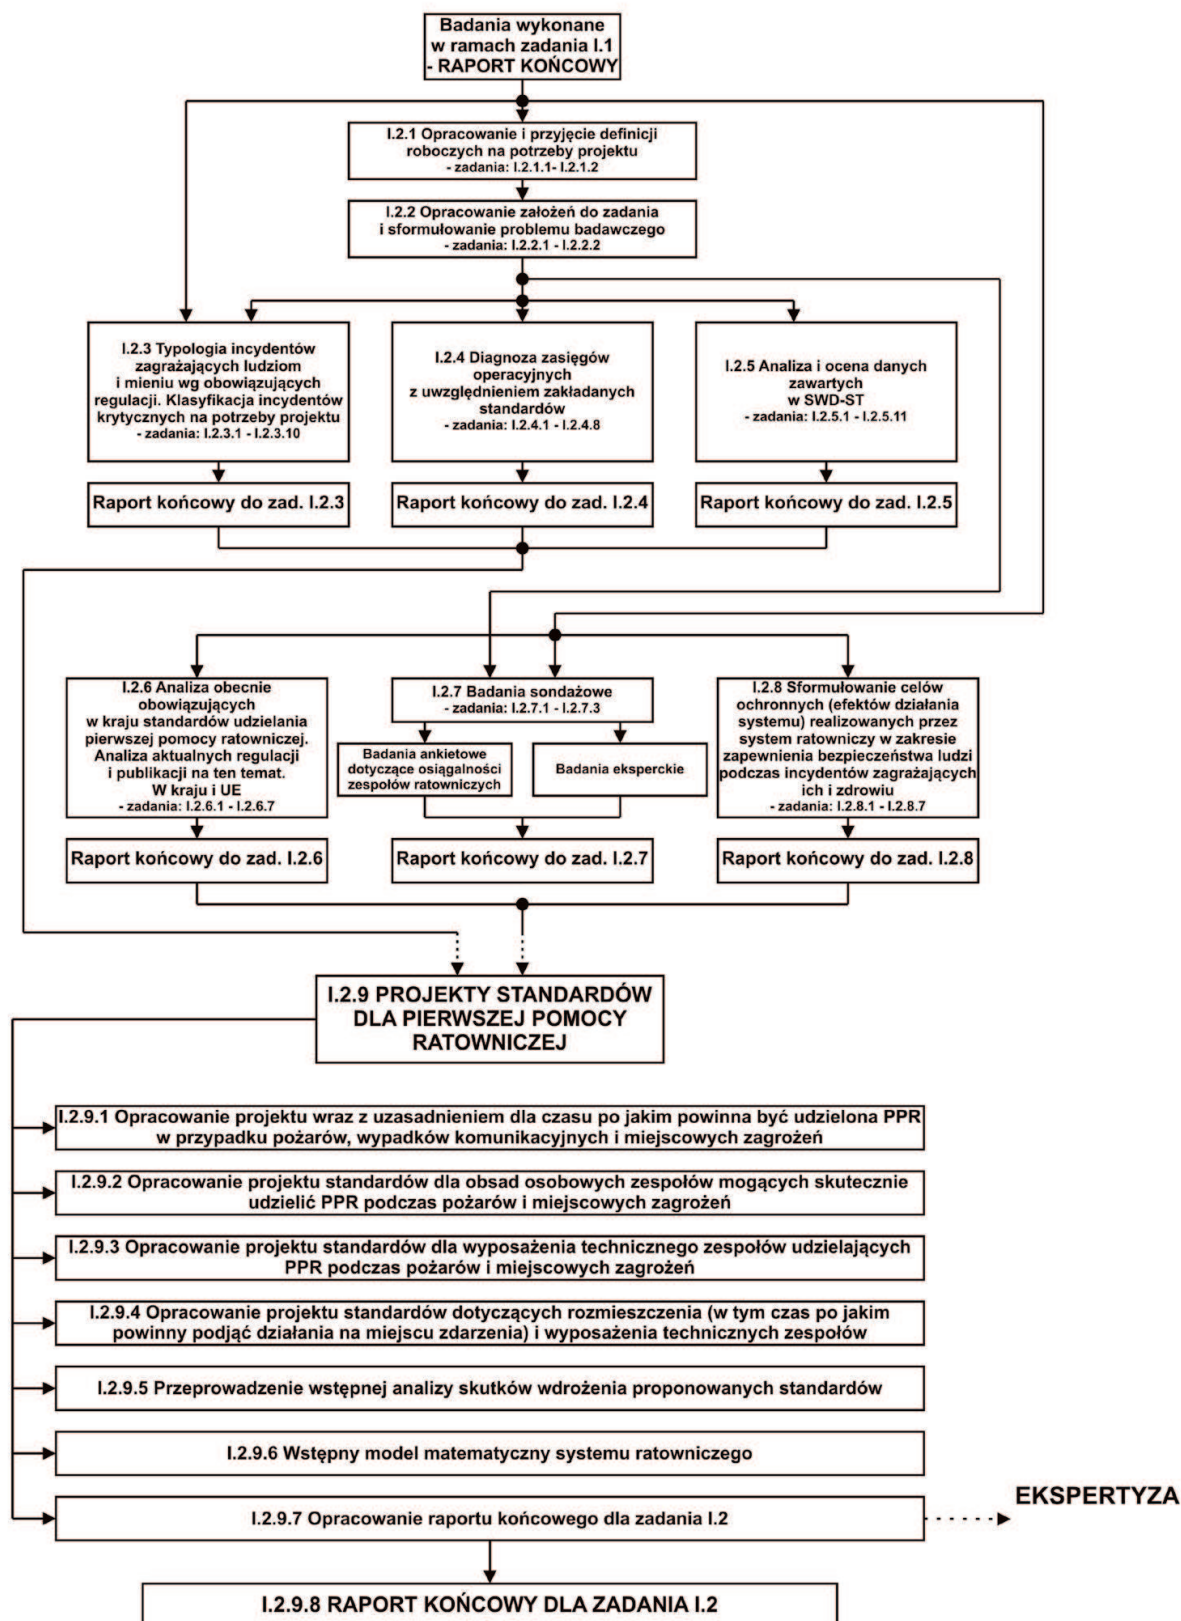 Badania wykonane
w ramach zadania I.1
- RAPORT KOŃCOWY
I.2.1 Opracowanie i przyjęcie definicji
roboczych na potrzeby projektu
- zadania: I.2.1.1- I.2.1.2
I.2.2 Opracowanie założeń do zadania
i sformułowanie problemu badawczego
- zadania: I.2.2.1 - I.2.2.2
I.2.3 Typologia incydentów
zagrażających ludziom
i mieniu wg obowiązujących
regulacji. Klasyfikacja incydentów
krytycznych na potrzeby projektu
- zadania: I.2.3.1 - I.2.3.10
I.2.4 Diagnoza zasięgów
operacyjnych
z uwzględnieniem zakładanych
standardów
- zadania: I.2.4.1 - I.2.4.8
I.2.5 Analiza i ocena danych
zawartych
w SWD-ST
- zadania: I.2.5.1 - I.2.5.11
Raport końcowy do zad. I.2.3
Raport końcowy do zad. I.2.4
Raport końcowy do zad. I.2.5
I.2.6 Analiza obecnie
obowiązujących
w kraju standardów udzielania
pierwszej pomocy ratowniczej.
Analiza aktualnych regulacji
i publikacji na ten temat.
W kraju i UE
- zadania: I.2.6.1 - I.2.6.7
I.2.7 Badania sondażowe
- zadania: I.2.7.1 - I.2.7.3
Badania ankietowe
dotyczące osiągalności
zespołów ratowniczych
Badania eksperckie
I.2.8 Sformułowanie celów
ochronnych (efektów działania
systemu) realizowanych przez
system ratowniczy w zakresie
zapewnienia bezpieczeństwa ludzi
podczas incydentów zagrażających
ich i zdrowiu
- zadania: I.2.8.1 - I.2.8.7
Raport końcowy do zad. I.2.6
Raport końcowy do zad. I.2.7
Raport końcowy do zad. I.2.8
I.2.9 PROJEKTY STANDARDÓW
DLA PIERWSZEJ POMOCY
RATOWNICZEJ
I.2.9.1 Opracowanie projektu wraz z uzasadnieniem dla czasu po jakim powinna być udzielona PPR
w przypadku pożarów, wypadków komunikacyjnych i miejscowych zagrożeń
I.2.9.2 Opracowanie projektu standardów dla obsad osobowych zespołów mogących skutecznie
udzielić PPR podczas pożarów i miejscowych zagrożeń
I.2.9.3 Opracowanie projektu standardów dla wyposażenia technicznego zespołów udzielających
PPR podczas pożarów i miejscowych zagrożeń
I.2.9.4 Opracowanie projektu standardów dotyczących rozmieszczenia (w tym czas po jakim
powinny podjąć działania na miejscu zdarzenia) i wyposażenia technicznych zespołów
I.2.9.5 Przeprowadzenie wstępnej analizy skutków wdrożenia proponowanych standardów
I.2.9.6 Wstępny model matematyczny systemu ratowniczego
I.2.9.7 Opracowanie raportu końcowego dla zadania I.2
EKSPERTYZA
I.2.9.8 RAPORT KOŃCOWY DLA ZADANIA I.2